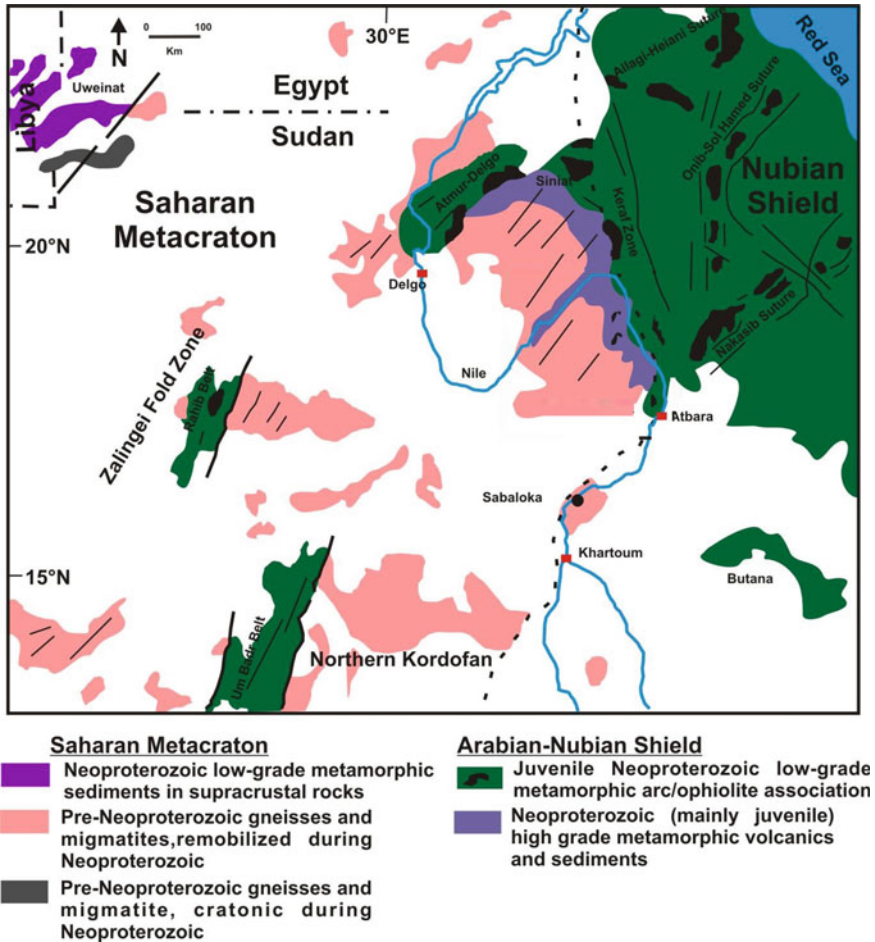 30°E
0 100
Km
N
Red Sea
Allagi-Heiani Suture
Uweinat
Libya
Egypt
Sudan
Onib-Sol Hamed Suture
Nubian
Shield
Saharan
Metacraton
Atmur-Delgo
Siniat
Keraf Zone
20°N
Delgo
Nakasib Suture
Nile
Zalingei Fold Zone
Rahib Belt
Atbara
Sabaloka
Khartoum
15°N
Butana
Um Badr Belt
Northern Kordofan
Saharan Metacraton
Neoproterozoic low-grade metamorphic
sediments in supracrustal rocks
Pre-Neoproterozoic gneisses and
migmatites,remobilized during
Neoproterozoic
Pre-Neoproterozoic gneisses and
migmatite, cratonic during
Neoproterozoic
Arabian-Nubian Shield
Juvenile Neoproterozoic low-grade
metamorphic arc/ophiolite association
Neoproterozoic (mainly juvenile)
high grade metamorphic volcanics
and sediments